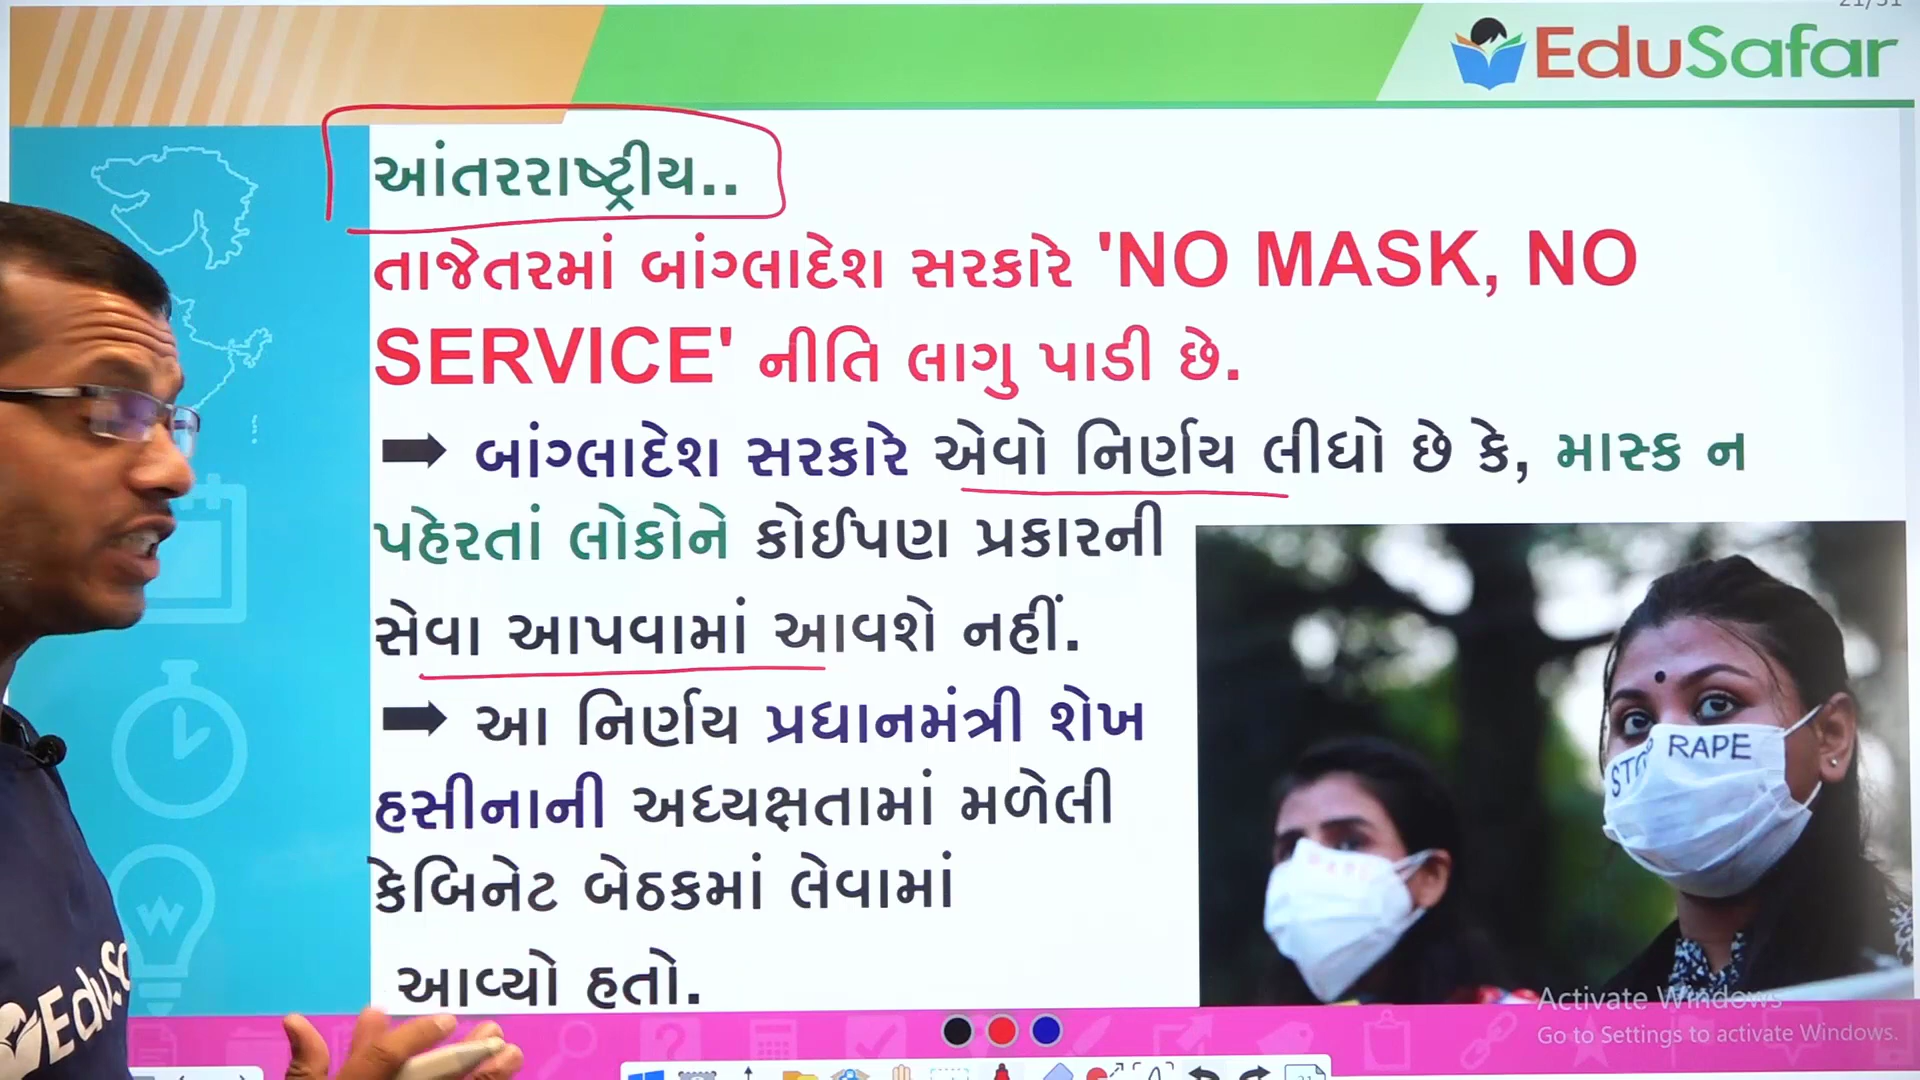 EduSafar
આંતરરાષ્ટ્રીય..
તાજેતરમાં બાંગ્લાદેશ સરકારે 'NO MASK, NO
SERVICE' નીતિ લાગુ પાડી છે.
બાંગ્લાદેશ સરકારે એવો નિર્ણય લીધો છે કે, માસ્ક ન
પહેરતાં લોકોને કોઈપણ પ્રકારની
સેવા આપવામાં આવશે નહીં.
આ નિર્ણય પ્રધાનમંત્રી શેખ
હસીનાની અધ્યક્ષતામાં મળેલી
કેબિનેટ બેઠકમાં લેવામાં
આવ્યો હતો.
RAPE
Activate Windows
Go to Settings to activate Windows.